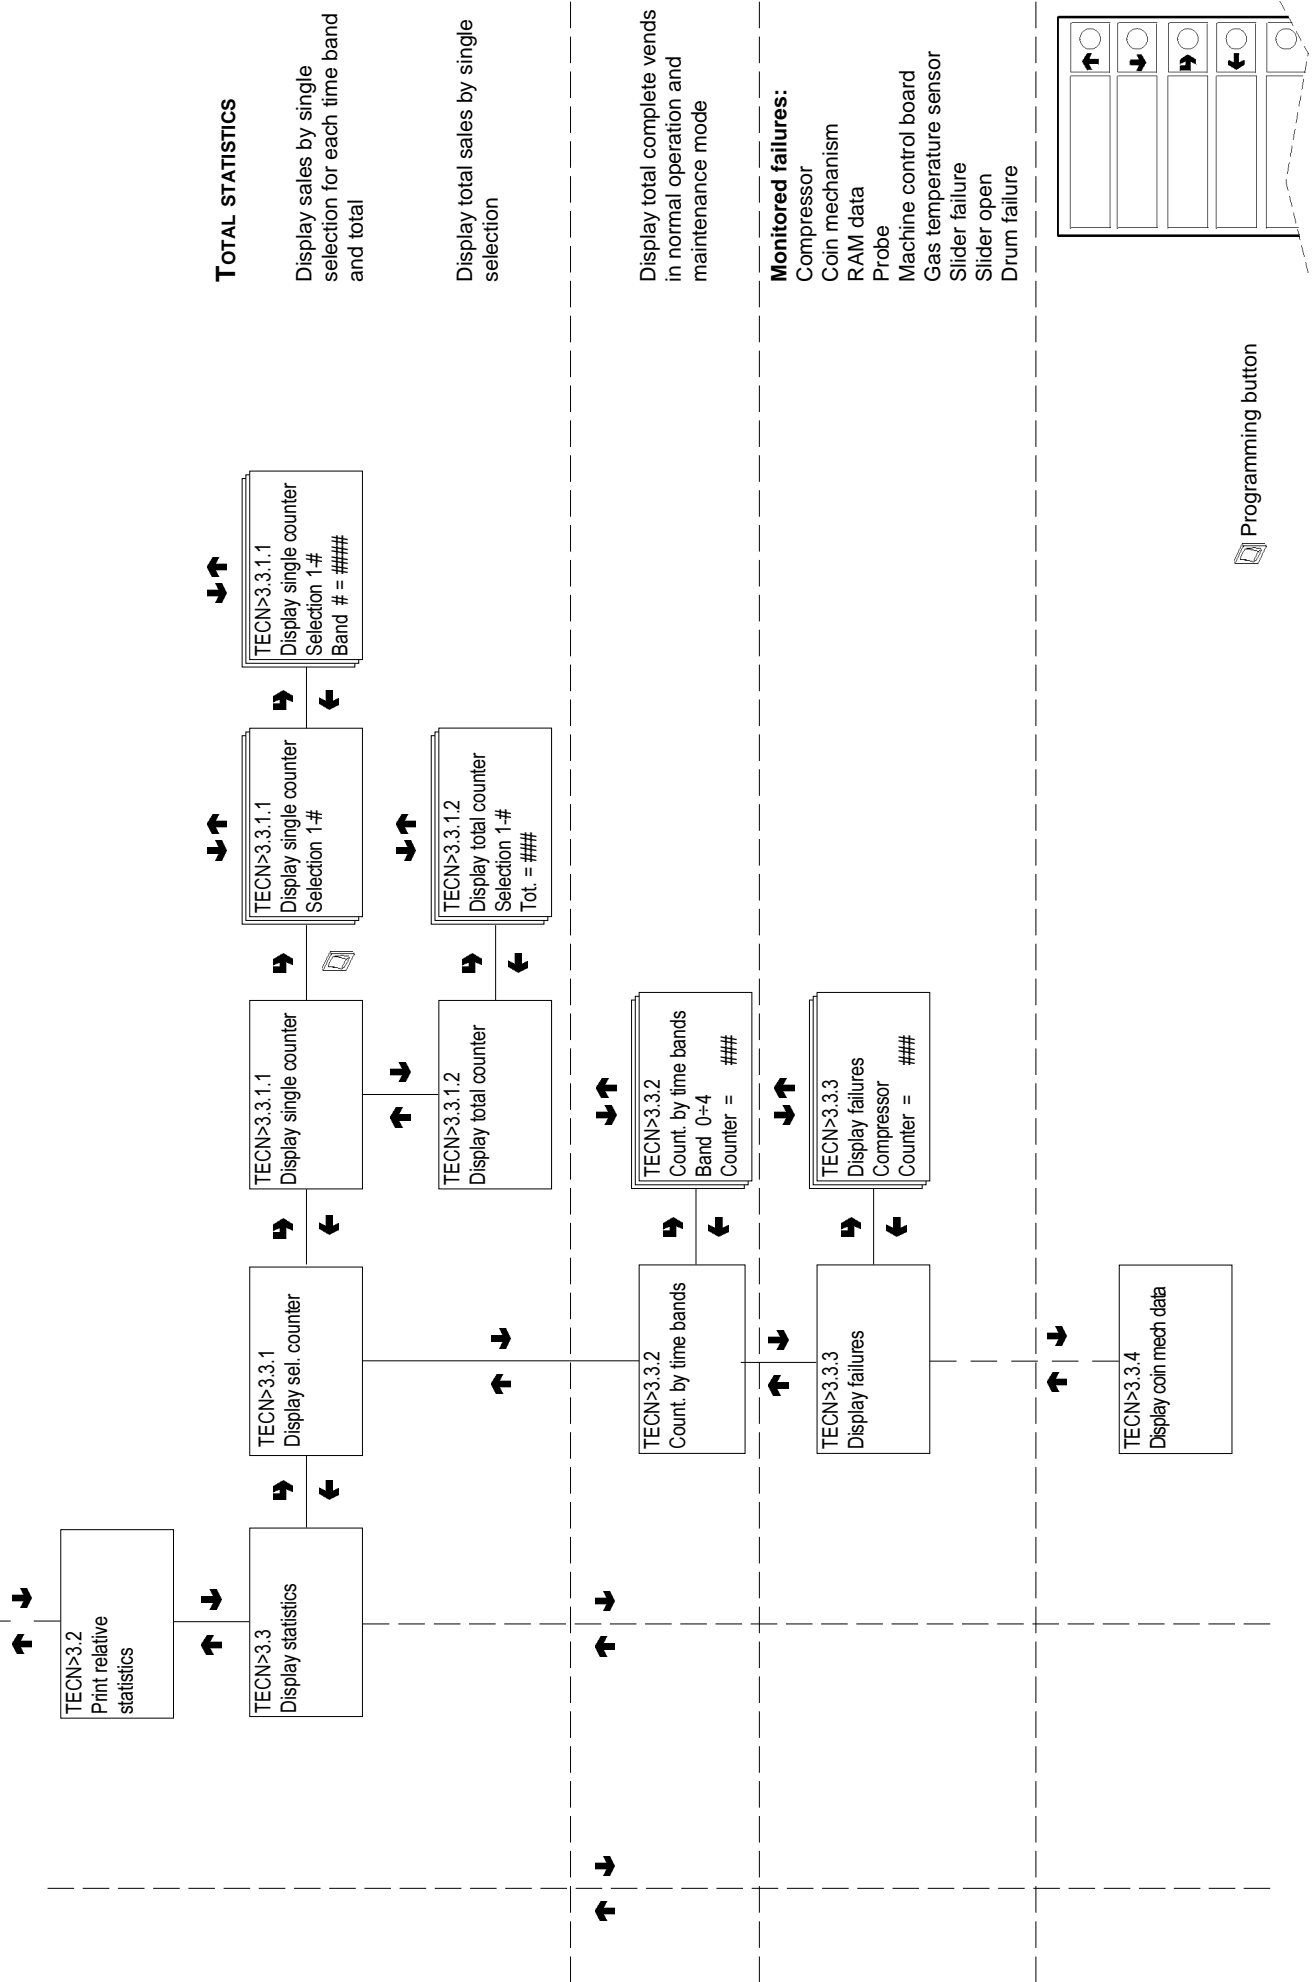 TECN>3.2
Print relative
statistics
TOTAL STATISTICS
TECN>3.3
Display statistics
TECN>3.3.1
Display sel. counter
TECN>3.3.1.1
Display single counter
TECN>3.3.1.1
Display single counter
Selection 1-#
TECN>3.3.1.1
Display single counter
Selection 1-#
Band # = ####
Display sales by single
selection for each time band
and total
TECN>3.3.1.2
Display total counter
TECN>3.3.1.2
Display total counter
Selection 1-#
Tot. = ###
Display total sales by single
selection
TECN>3.3.2
Count. by time bands
TECN>3.3.2
Count. by time bands
Band 0÷4
Counter = ###
Display total complete vends
in normal operation and
maintenance mode
TECN>3.3.3
Display failures
TECN>3.3.3
Display failures
Compressor
Counter = ###
Monitored failures:
Compressor
Coin mechanism
RAM data
Probe
Machine control board
Gas temperature sensor
Slider failure
Slider open
Drum failure
TECN>3.3.4
Display coin mech data
Programming button